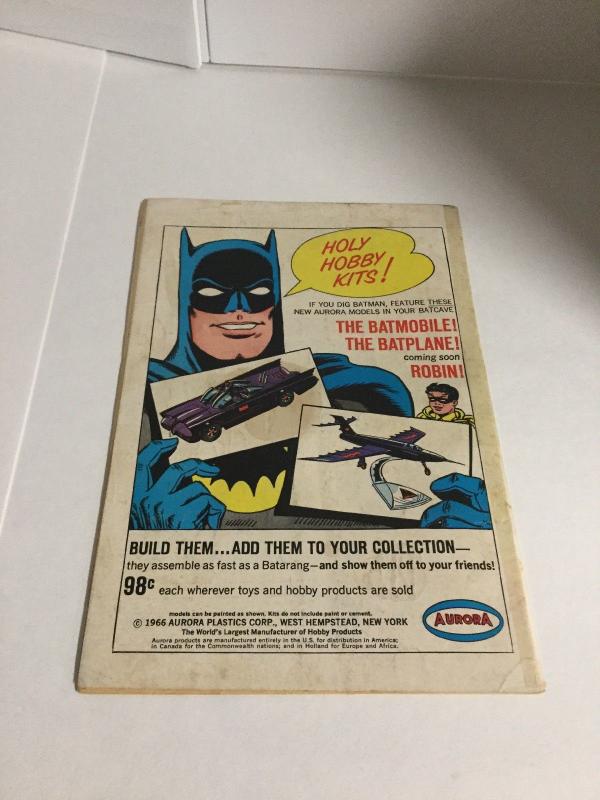 HOLY
HOBBY
KITS!
IF YOU DIG BATMAN, FEATURE THESE
NEW AURORA MODELS IN YOUR BATCAVE
THE BATMOBILE!
THE BATPLANE!
coming soon
ROBIN!
BUILD THEM...ADD THEM TO YOUR COLLECTION—
they assemble as fast as a Batarang—and show them off to your friends!
98c each wherever toys and hobby products are sold
models can be painted as shown. Kits do not include paint or cement.
© 1966 AURORA PLASTICS CORP., WEST HEMPSTEAD, NEW YORK
The World's Largest Manufacturer of Hobby Products
Aurora products are manufactured entirely in the U.S. for distribution in America;
in Canada for the Commonwealth nations; and in Holland for Europe and Africa.
AURORA